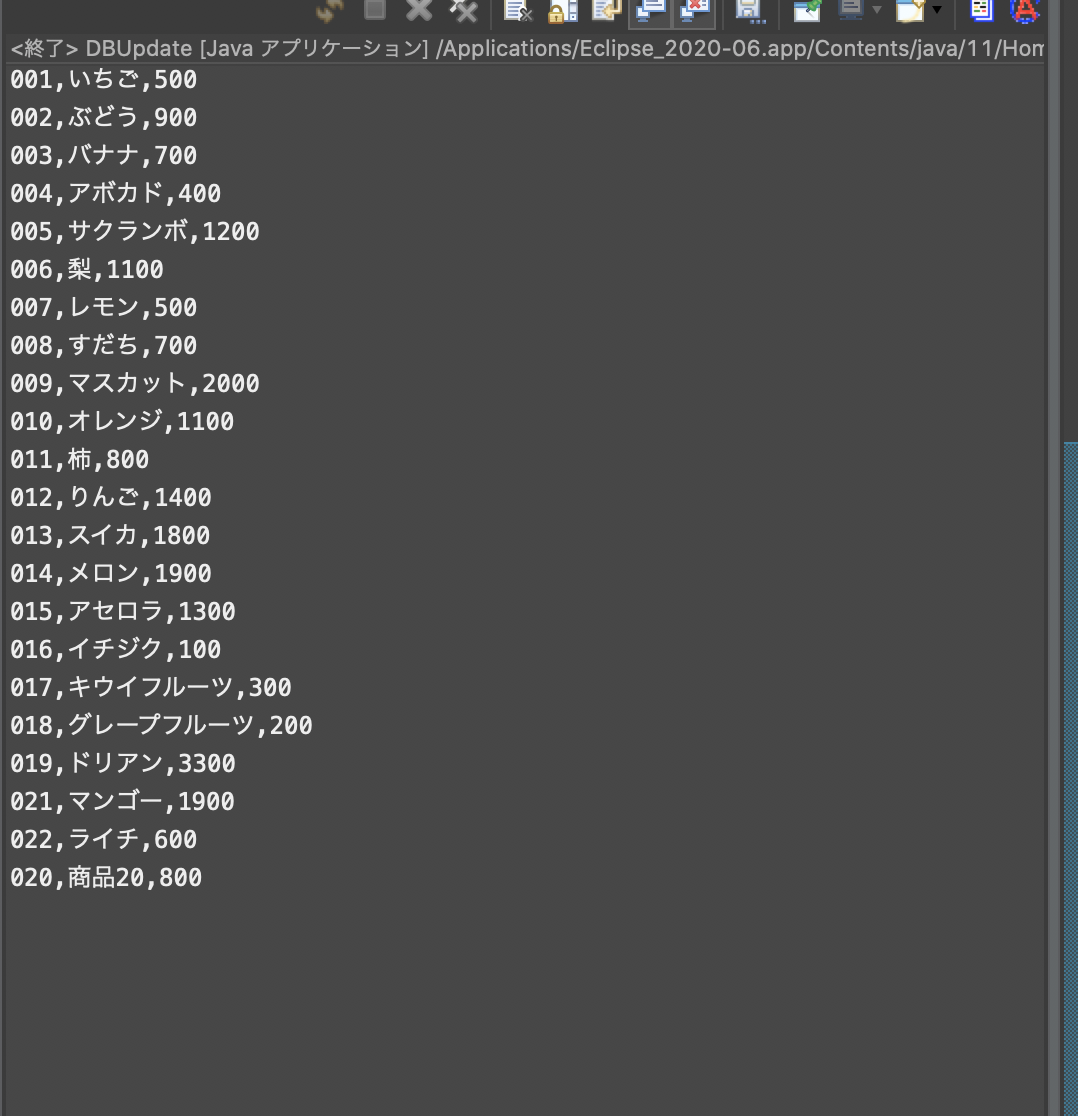 <終了> DBUpdate [Java アプリケーション] /Applications/Eclipse_2020-06.app/Contents/java/11/Hom
001,いちご,500
002,ぶどう,900
003,バナナ,700
004,アボカド,400
005,サクランボ,1200
006,梨,1100
007,レモン,500
008,すだち,700
009,マスカット,2000
010,オレンジ,1100
011,柿,800
012,りんご,1400
013,スイカ,1800
014,メロン,1900
015,アセロラ,1300
016,イチジク,100
017,キウイフルーツ,300
018,グレープフルーツ,200
019,ドリアン,3300
021,マンゴー,1900
022,ライチ,600
020,商品20,800